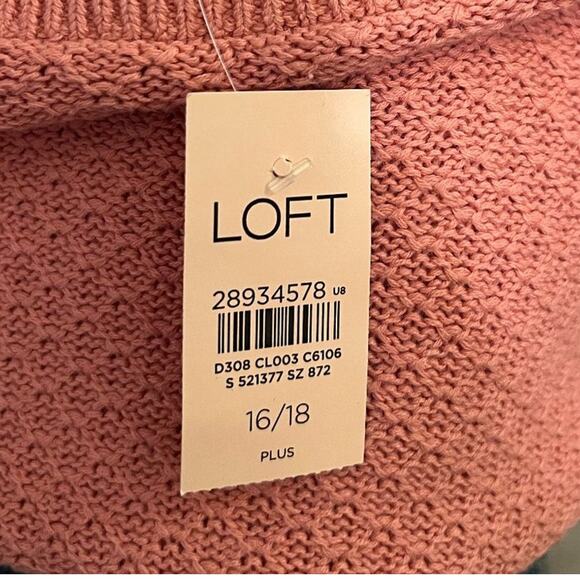 LOFT
28934578 U8
D308 CL003 C6106
S 521377 SZ 872
16/18
PLUS